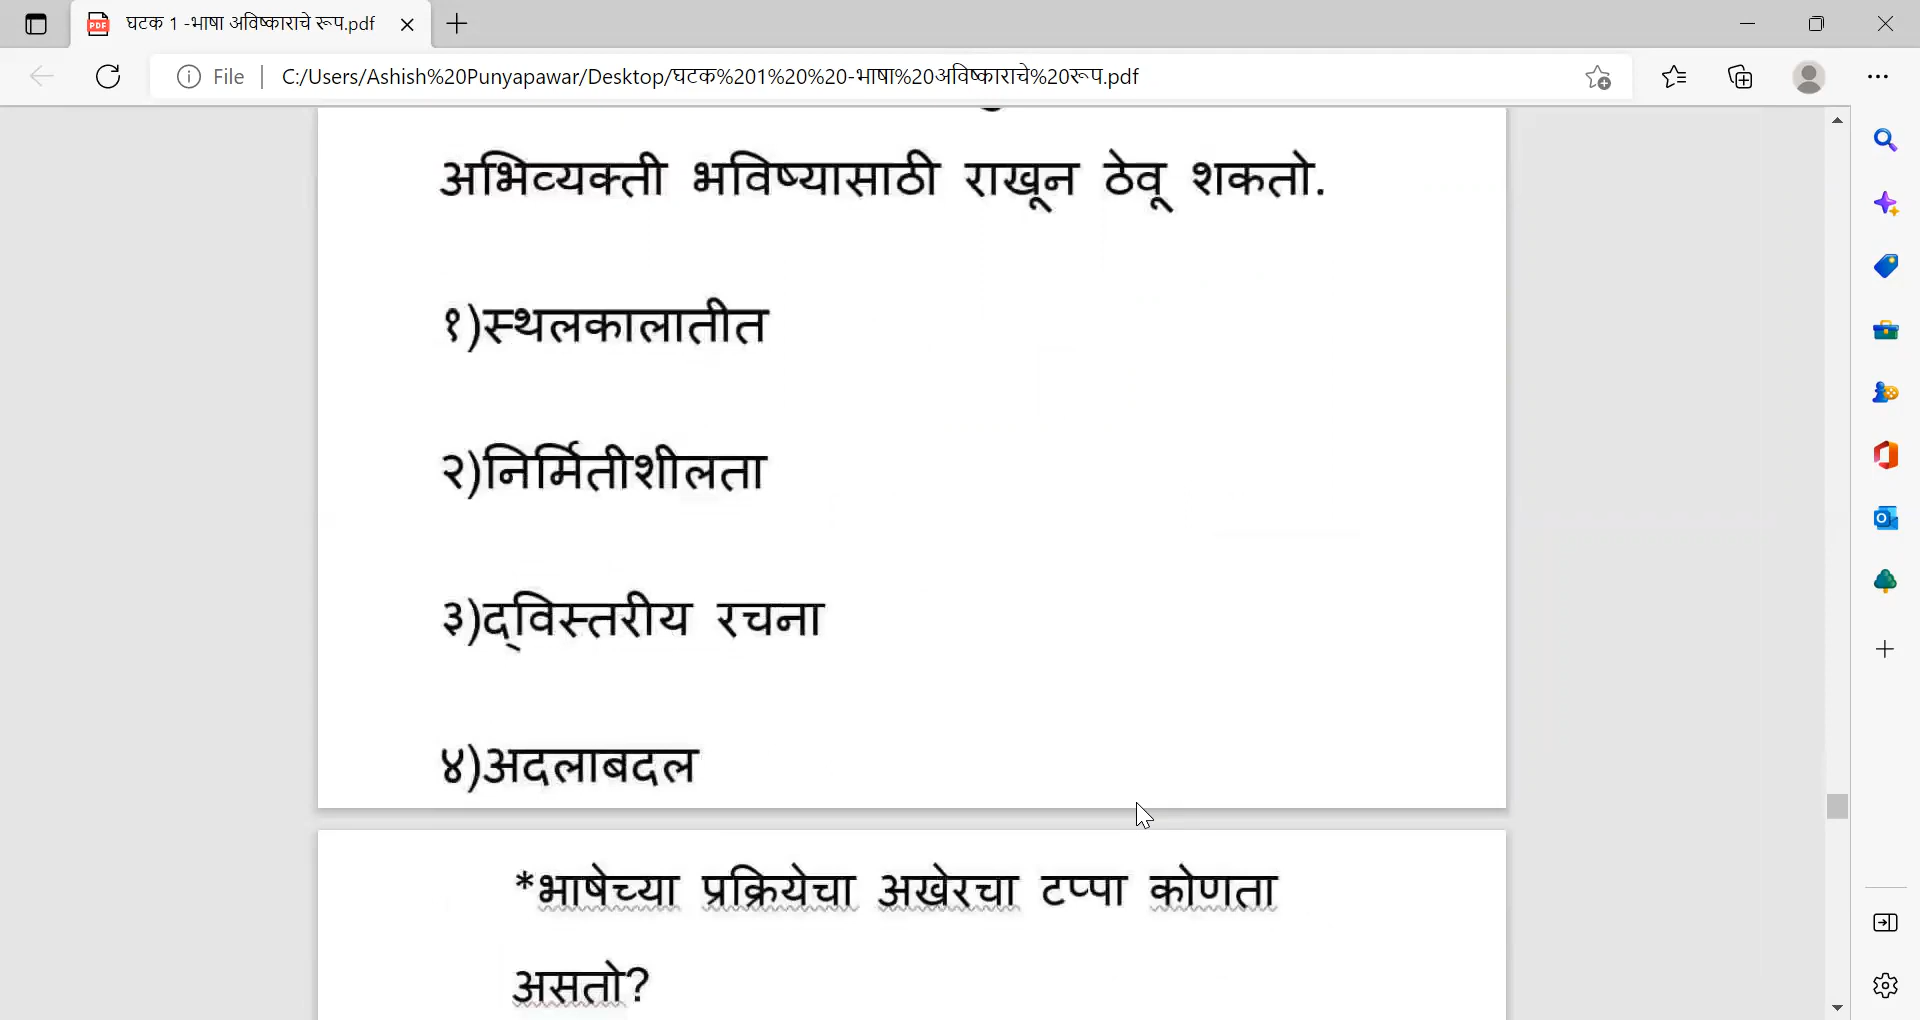 घटक 1 -भाषा अविष्काराचे रूप.pdf
File
C:/Users/Ashish%20Punyapawar/Desktop/घटक%201%20%20-भाषा%20अविष्काराचे%20रूप.pdf
अभिव्यक्ती भविष्यासाठी राखून ठेवू शकतो.
१)स्थलकालातीत
२)निर्मितीशीलता
३)द्‌विस्तरीय रचना
४)अदलाबदल
*भाषेच्या प्रक्रियेचा अखेरचा टप्पा कोणता
असतो?